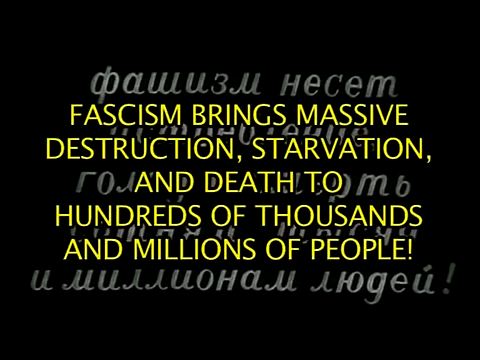 фашизм несет
FASCISM BRINGS MASSIVE
DESTRUCTION, STARVATION,
AND DEATH TO
HUNDREDS OF THOUSANDS
AND MILLIONS OF PEOPLE!
и миллионам людей!